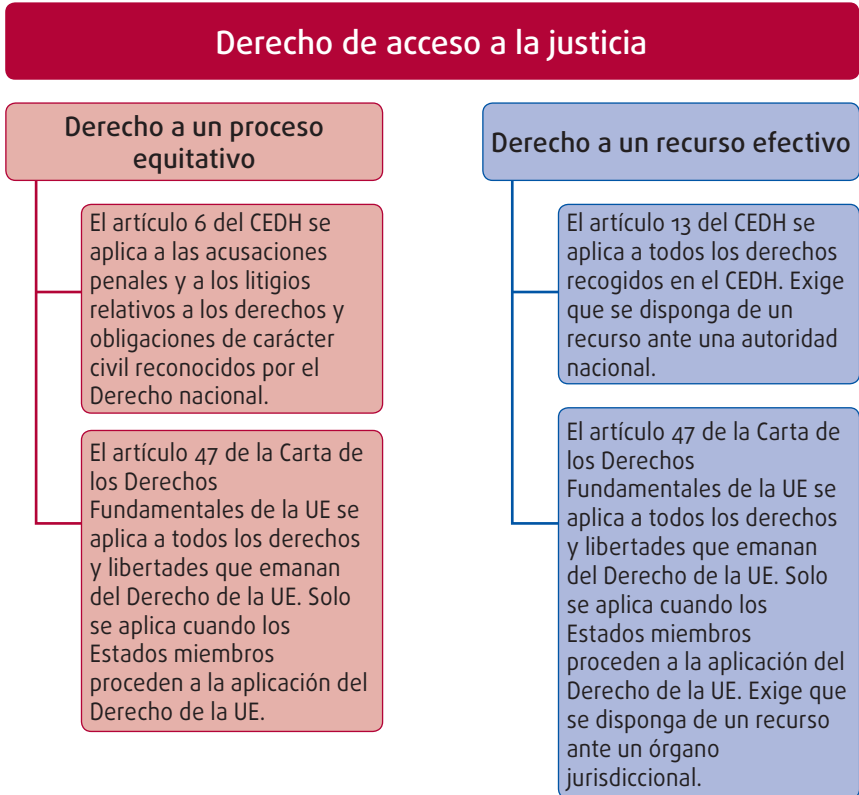 Derecho de acceso a la justicia
Derecho a un proceso
equitativo
El artículo 6 del CEDH se
aplica a las acusaciones
penales y a los litigios
relativos a los derechos y
obligaciones de carácter
civil reconocidos por el
Derecho nacional.
El artículo 47 de la Carta de
los Derechos
Fundamentales de la UE se
aplica a todos los derechos
y libertades que emanan
del Derecho de la UE. Solo
se aplica cuando los
Estados miembros
proceden a la aplicación del
Derecho de la UE.
Derecho a un recurso efectivo
El artículo 13 del CEDH se
aplica a todos los derechos
recogidos en el CEDH. Exige
que se disponga de un
recurso ante una autoridad
nacional.
El artículo 47 de la Carta de
los Derechos
Fundamentales de la UE se
aplica a todos los derechos
y libertades que emanan
del Derecho de la UE. Solo
se aplica cuando los
Estados miembros
proceden a la aplicación del
Derecho de la UE. Exige que
se disponga de un recurso
ante un órgano
jurisdiccional.